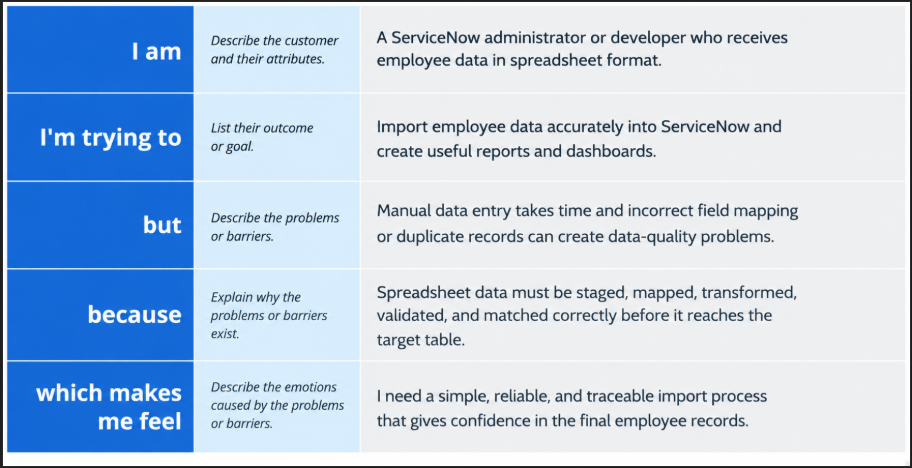 I am
Describe the customer
and their attributes.
A ServiceNow administrator or developer who receives
employee data in spreadsheet format.
I'm trying to
List their outcome
or goal.
Import employee data accurately into ServiceNow and
create useful reports and dashboards.
but
Describe the problems
or barriers.
Manual data entry takes time and incorrect field mapping
or duplicate records can create data-quality problems.
because
Explain why the
problems or barriers
exist.
Spreadsheet data must be staged, mapped, transformed,
validated, and matched correctly before it reaches the
target table.
which makes
me feel
Describe the emotions
caused by the problems
or barriers.
I need a simple, reliable, and traceable import process
that gives confidence in the final employee records.